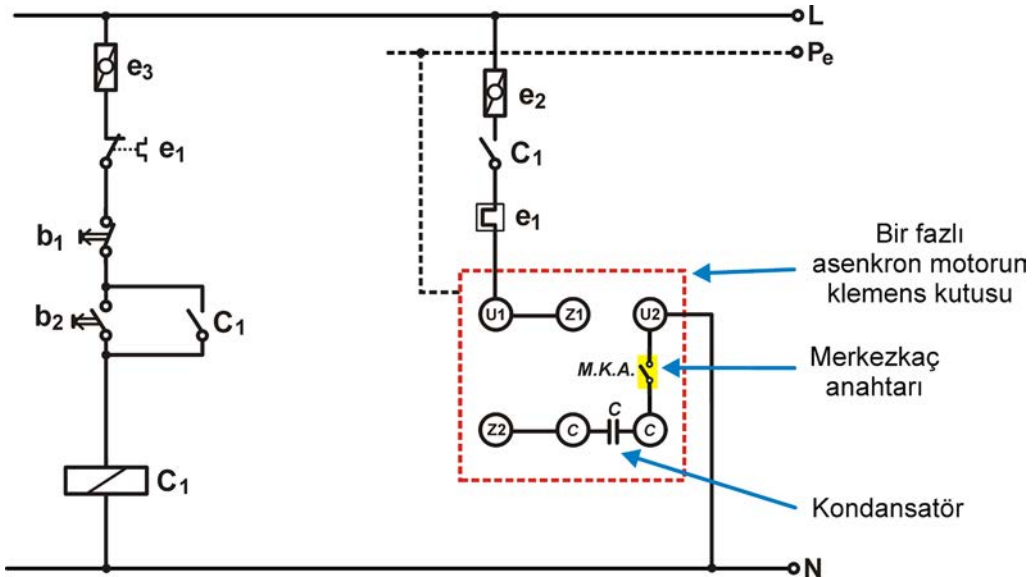 L
Pe
e3
e2
e1
C1
e1
b1
Bir fazlı
asenkron motorun
klemens kutusu
U1
Z1
U2
b2
C1
M.K.A.
Merkezkaç
anahtarı
C
Z2
C
C
C1
Kondansatör
N